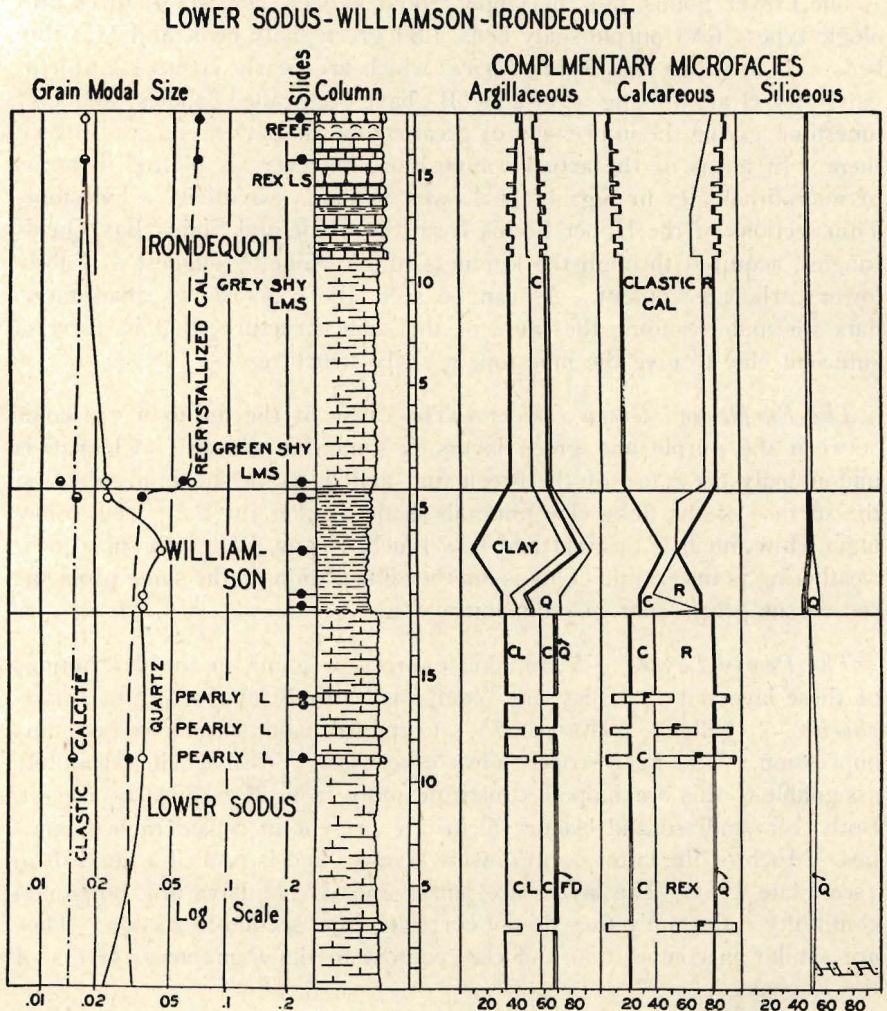 LOWER SODUS-WILLIAMSON-IRONDEQUOIT
COMPLMENTARY MICROFACIES
Grain Modal Size Slides Column Argillaceous Calcareous Siliceous
REEF
15
REX LS
IRONDEQUOIT
RECRYSTALLIZED CAL
GREY SHY
LMS
10
C CLASTIC R
CAL
5
GREEN SHY
LMS
5
WILLIAM-
SON
CLAY
R
Q C Q
15
CL C Q C R
CLASTIC CALCITE
QUARTZ
PEARLY L
F
PEARLY
PEARLY
10
LOWER SODUS
.01 .02 .05 .1 .2
5
CL C FD C REX Q Q
Log Scale
H.L.A.
.01 .02 .05 .1 .2 20 40 60 80 20 40 60 80 20 40 60 80